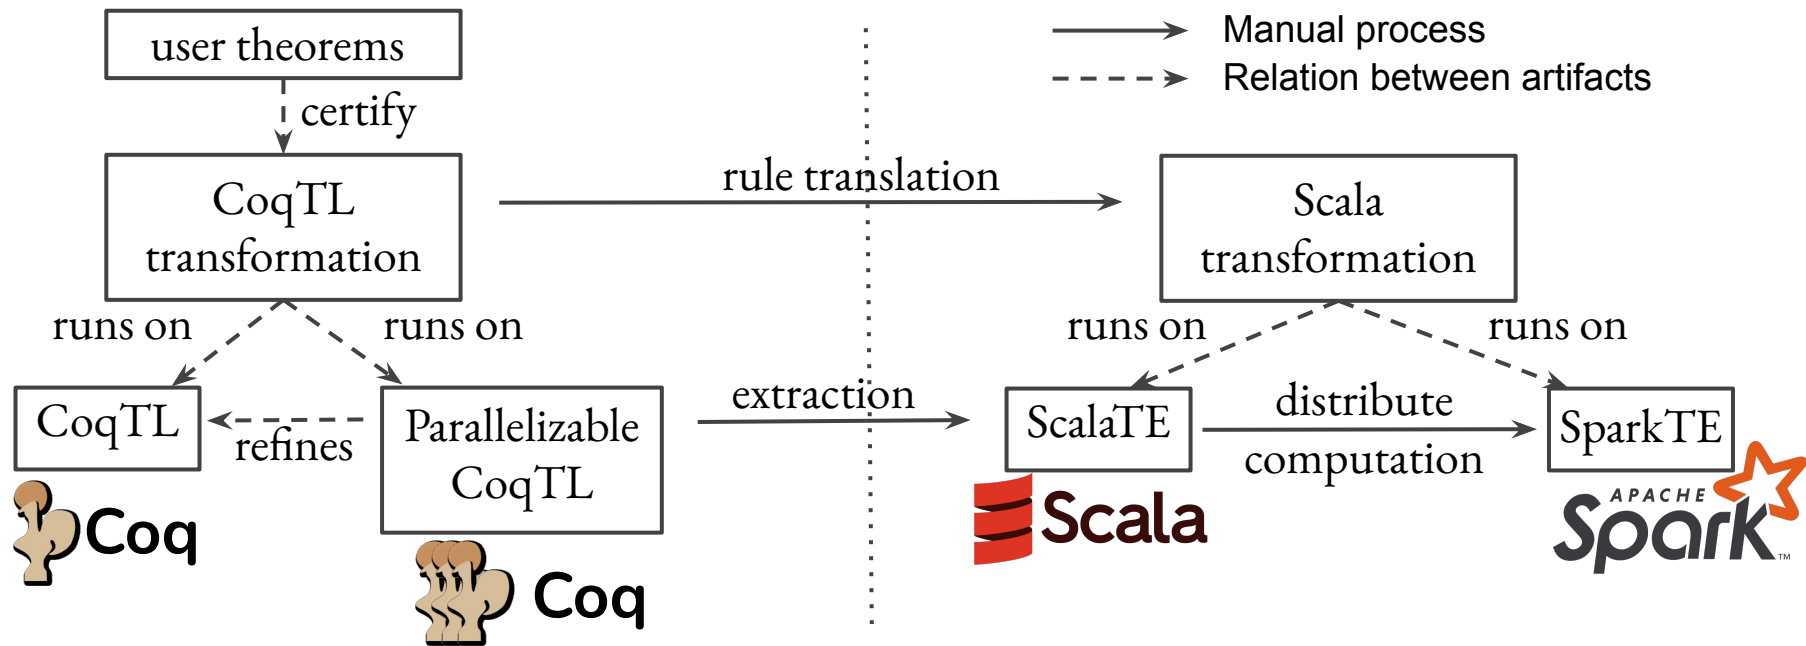 user theorems
Manual process
Relation between artifacts
certify
CoqTL
transformation
rule translation
Scala
transformation
runs on
runs on
runs on
runs on
CoqTL
refines
Parallelizable
CoqTL
extraction
ScalaTE
distribute
computation
SparkTE
Coq
Coq
Scala
APACHE
Spark
TM